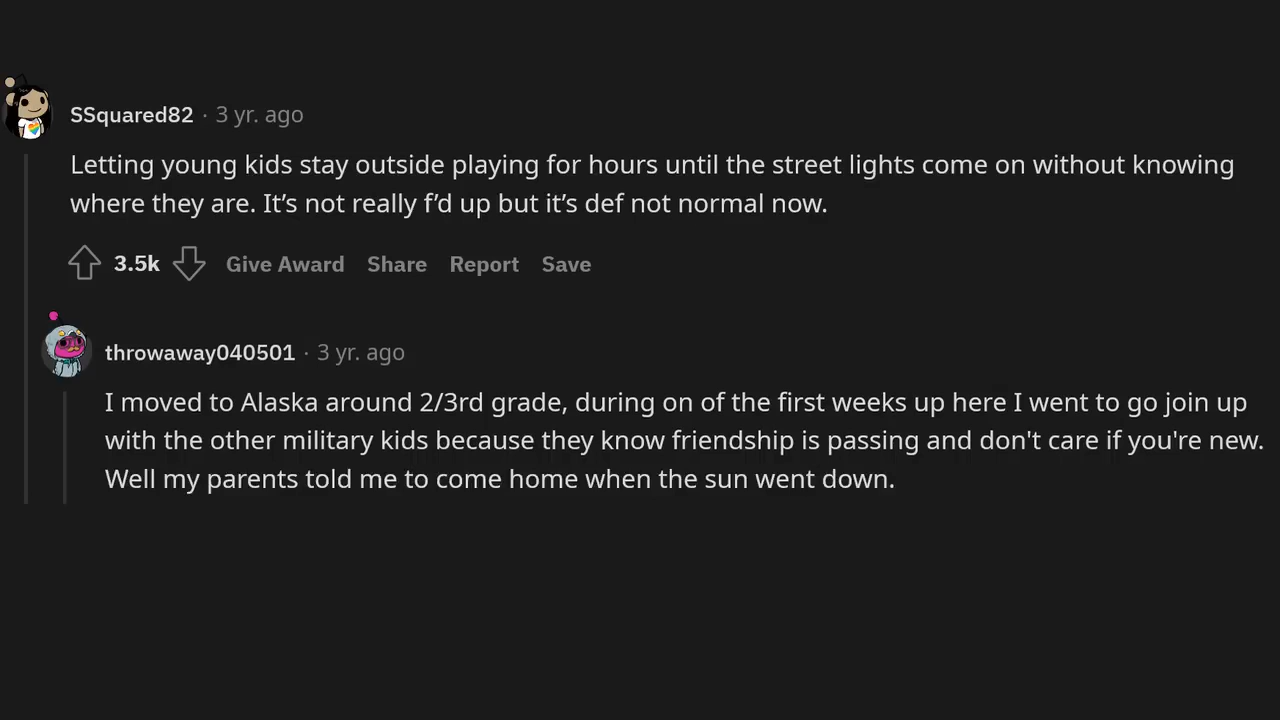 SSquared82 · 3 yr. ago
Letting young kids stay outside playing for hours until the street lights come on without knowing
where they are. It’s not really f’d up but it’s def not normal now.
3.5k Give Award Share Report Save
throwaway040501 · 3 yr. ago
I moved to Alaska around 2/3rd grade, during on of the first weeks up here I went to go join up
with the other military kids because they know friendship is passing and don't care if you're new.
Well my parents told me to come home when the sun went down.